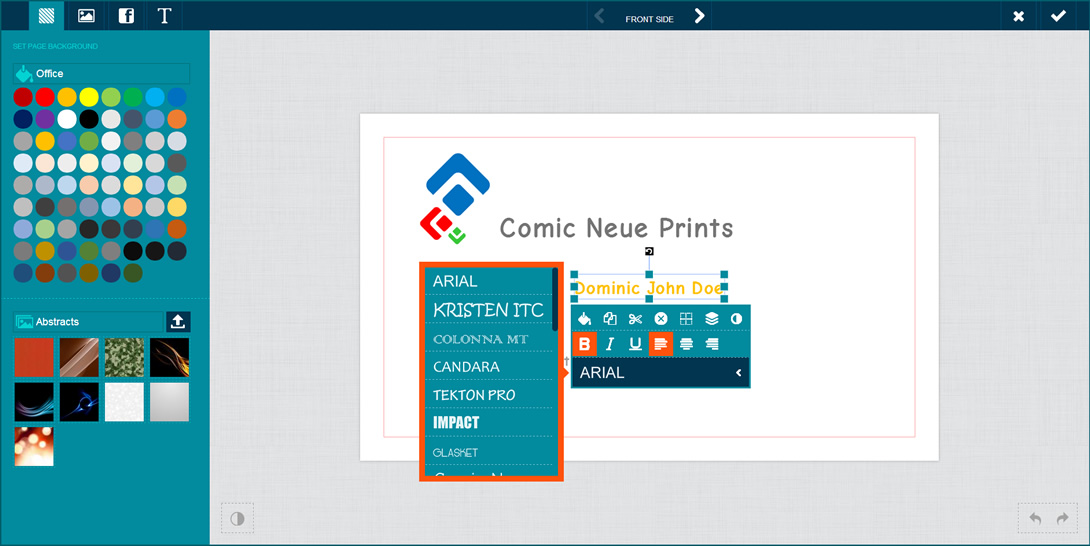 T
FRONT SIDE
SET PAGE BACKGROUND
Office
Comic Neue Prints
ARIAL
Dominic John Doe
KRISTEN ITC
COLONNA MT
B I U
CANDARA
ARIAL
TEKTON PRO
IMPACT
Abstracts
GLASKET